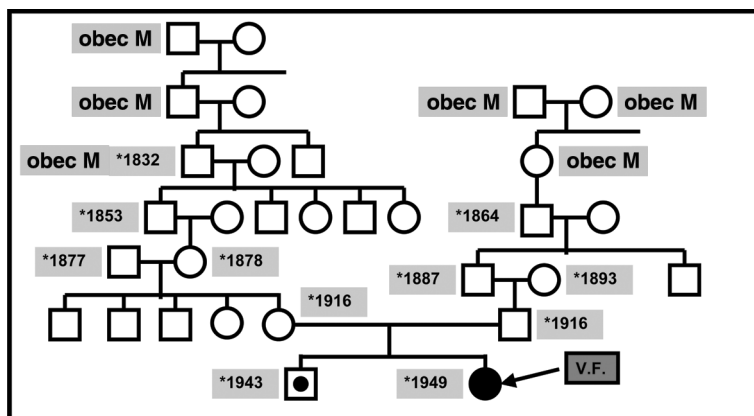 obec M
obec M
obec M
obec M
obec M *1832
obec M
*1853
*1864
*1877
*1878
*1887
*1893
*1916
*1916
*1943
*1949
V.F.